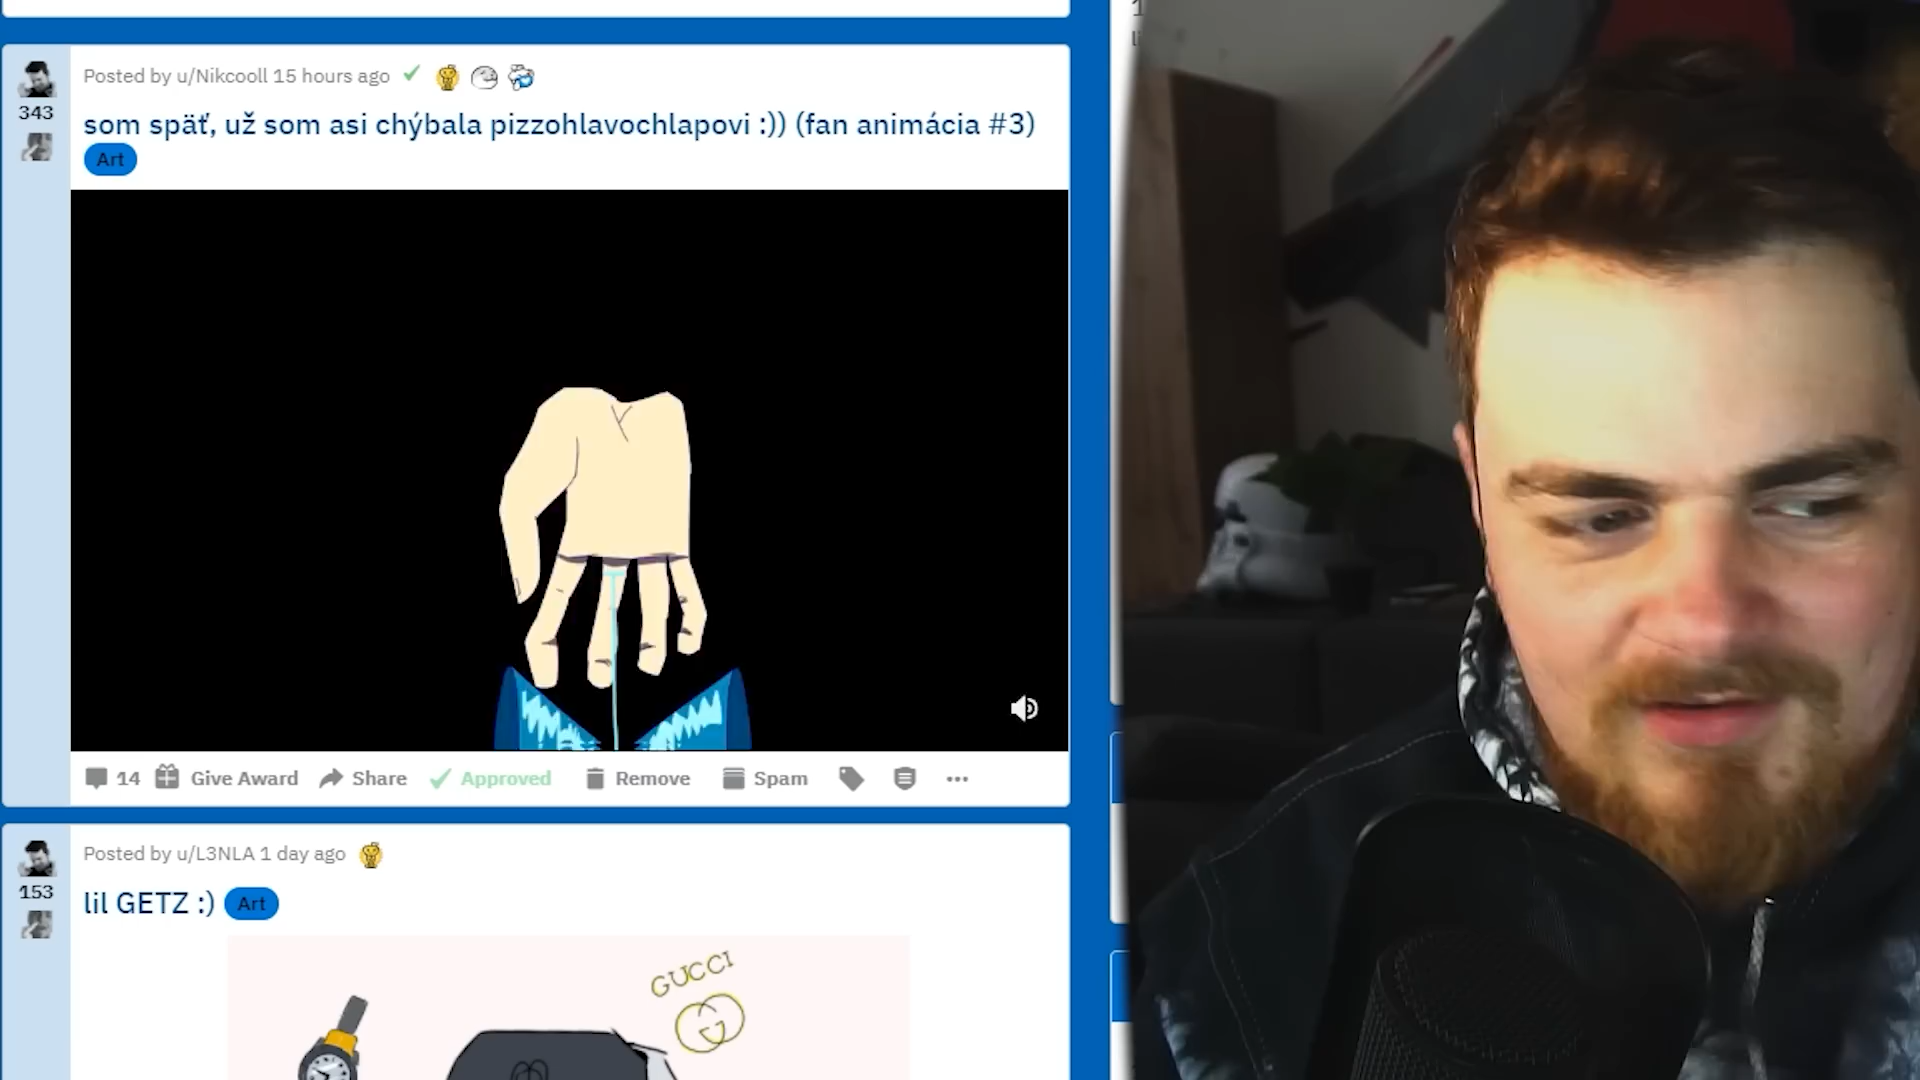 Posted by u/Nikcooll 15 hours ago
343
som späť, už som asi chýbala pizzohlavochlapovi :)) (fan animácia #3)
Art
14 Give Award Share Approved Remove Spam
Posted by u/L3NLA 1 day ago
153
lil GETZ :) Art
GUCCI